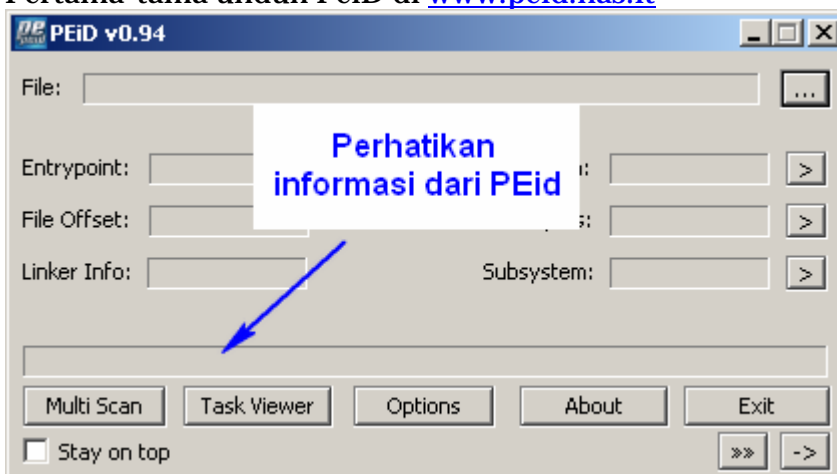 Pertama-tama unduh PeiD di www.peid.has.it
PEiD v0.94
File:
...
Perhatikan
informasi dari PEid
Entrypoint:
>
File Offset:
>
Linker Info:
Subsystem:
>
Multi Scan
Task Viewer
Options
About
Exit
Stay on top
»»
->